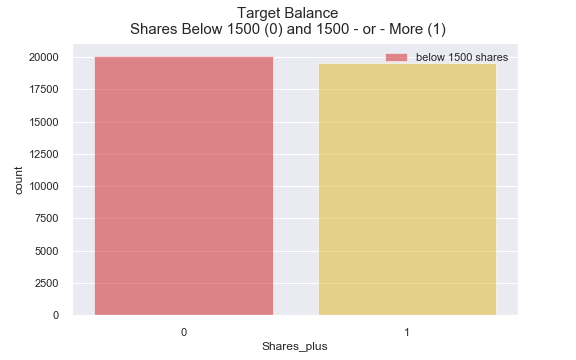 Target Balance
Shares Below 1500 (0) and 1500 - or - More (1)
below 1500 shares
20000
17500
15000
12500
10000
7500
5000
2500
0
count
0
1
Shares_plus